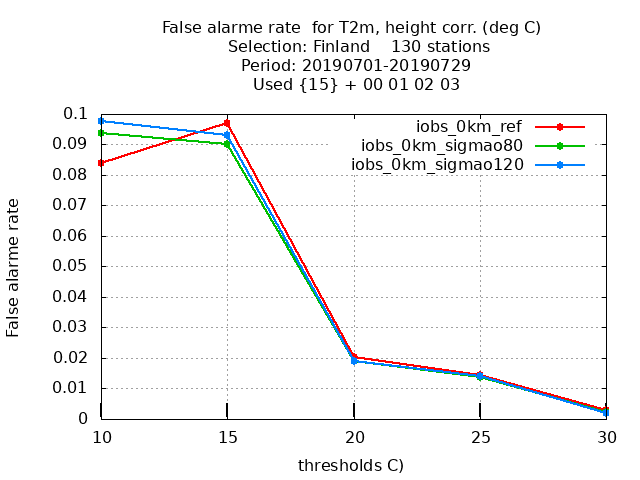 False alarme rate  for T2m, height corr. (deg C)
Selection: Finland    130 stations
Period: 20190701-20190729
Used {15} + 00 01 02 03
iobs_0km_ref
iobs_0km_sigmao80
iobs_0km_sigmao120
False alarme rate
0.1
0.09
0.08
0.07
0.06
0.05
0.04
0.03
0.02
0.01
0
10 15 20 25 30
thresholds C)